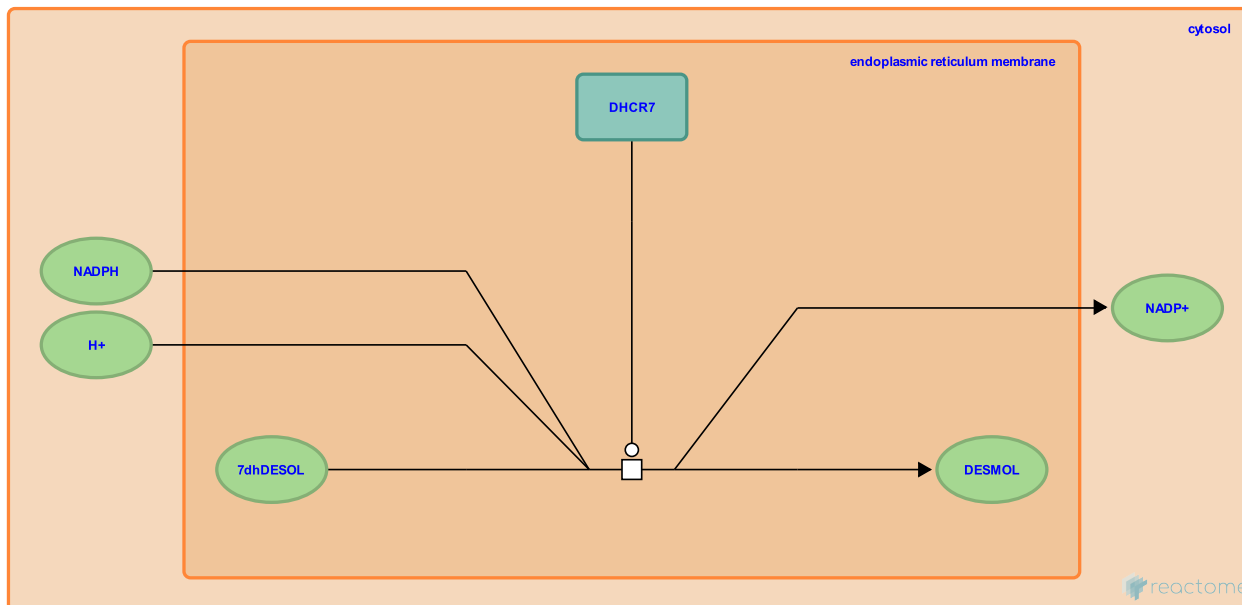 cytosol
endoplasmic reticulum membrane
DHCR7
NADPH
NADP+
H+
7dhDESOL
DESMOL
reactome